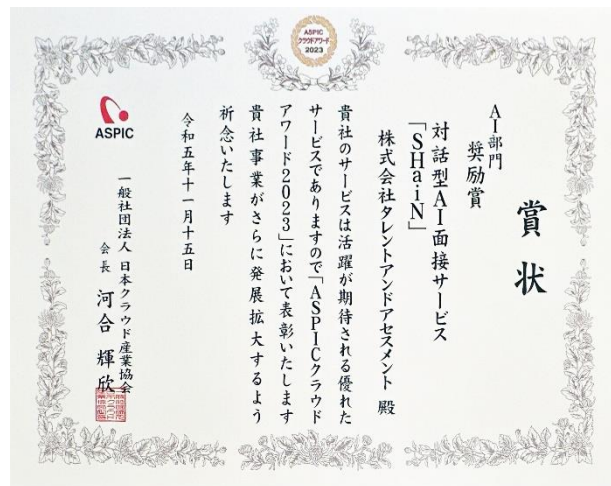 ASPIC
クラウドアワード
2023
賞状
AI部門
奨励賞
対話型AI面接サービス
「SHaiN」
株式会社タレントアンドアセスメント 殿
貴社のサービスは活躍が期待される優れた
サービスでありますので「ASPICクラウド
アワード2023」において表彰いたします
貴社事業がさらに発展拡大するよう
祈念いたします
令和五年十一月十五日
ASPIC
一般社団法人 日本クラウド産業協会
会長 河合 輝欣